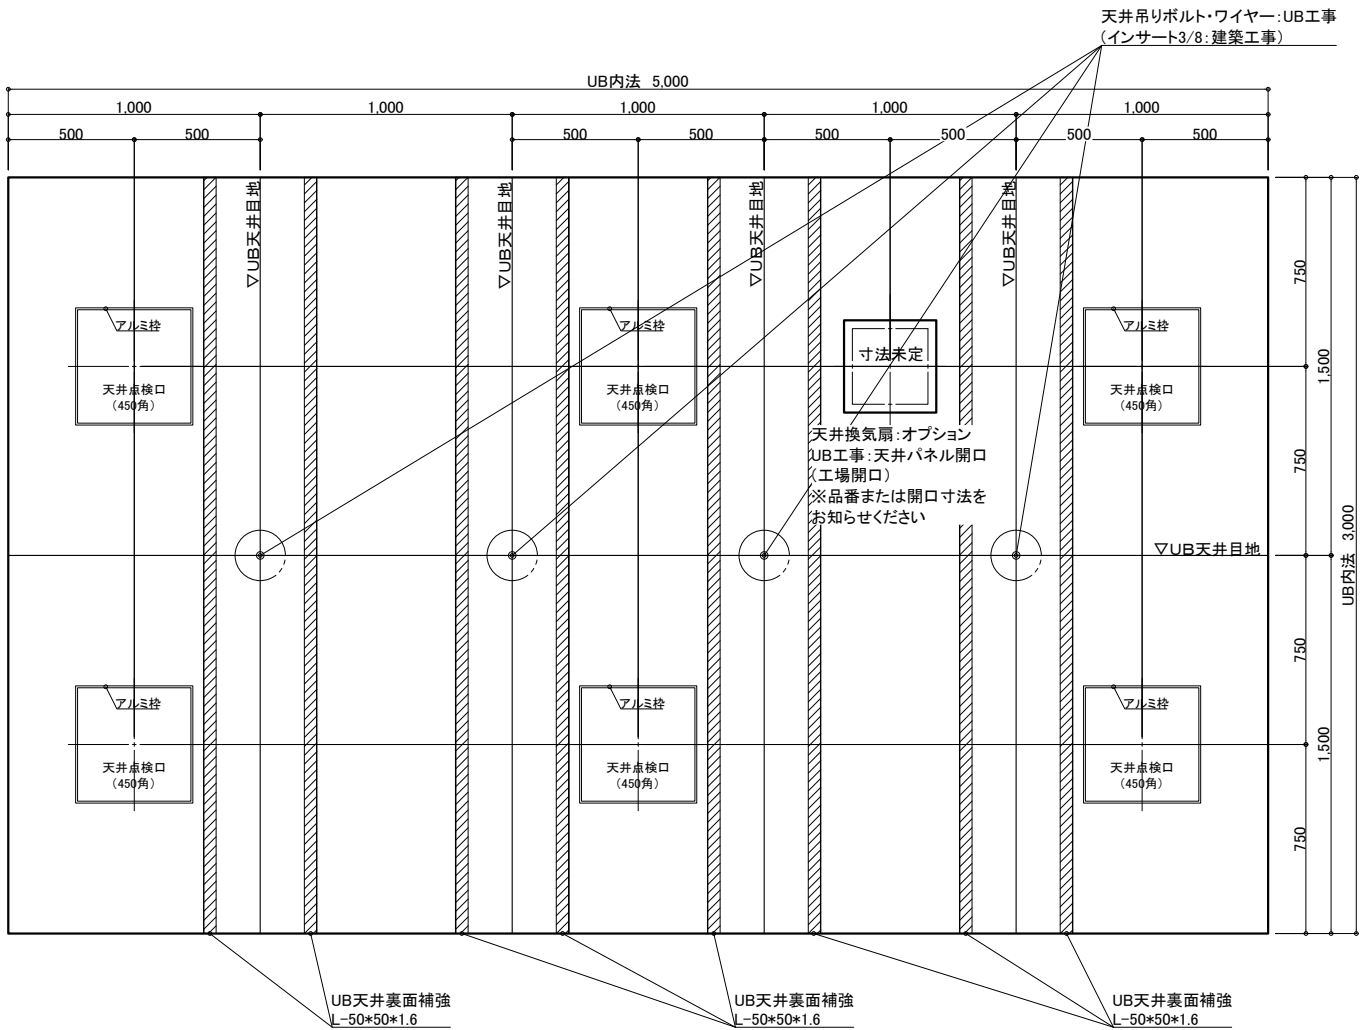 天井吊りボルト・ワイヤー:UB工事
(インサート3/8:建築工事)
UB内法 5,000
1,000
1,000
1,000
1,000
1,000
500
500
500
500
500
500
500
500
▽UB天井目地
▽UB天井目地
▽UB天井目地
▽UB天井目地
アルミ枠
天井点検口
(450角)
アルミ枠
天井点検口
(450角)
寸法未定
アルミ枠
天井点検口
(450角)
天井換気扇:オプション
UB工事:天井パネル開口
(工場開口)
※品番または開口寸法を
お知らせください
▽UB天井目地
750
750
750
750
1,500
1,500
UB内法 3,000
アルミ枠
天井点検口
(450角)
アルミ枠
天井点検口
(450角)
アルミ枠
天井点検口
(450角)
UB天井裏面補強
L-50*50*1.6
UB天井裏面補強
L-50*50*1.6
UB天井裏面補強
L-50*50*1.6